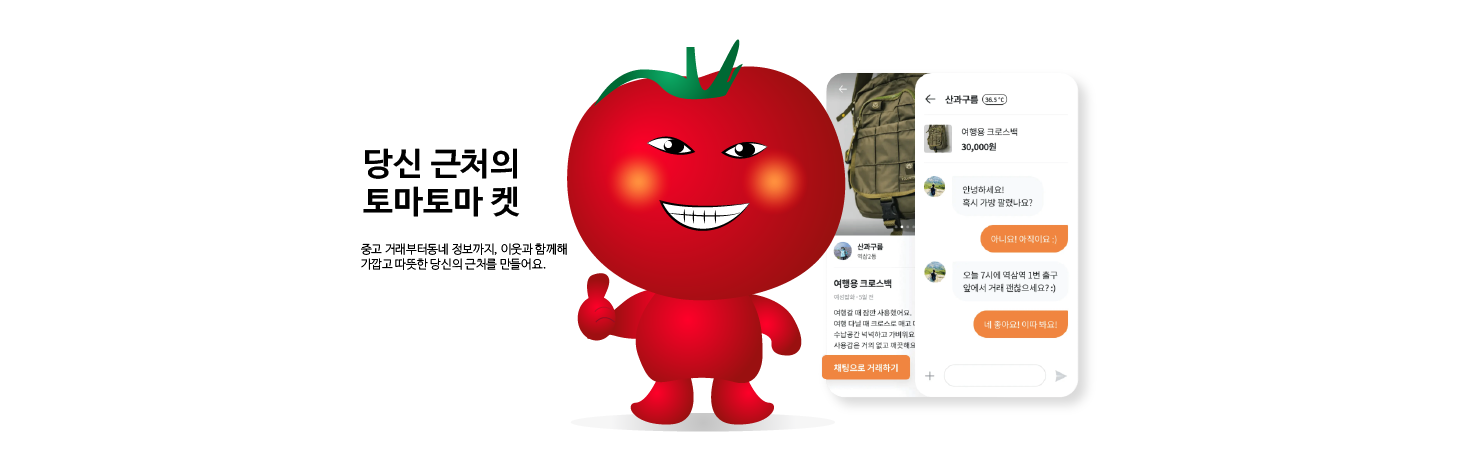 당신 근처의
토마토마 켓
중고 거래부터동네 정보까지, 이웃과 함께해
가깝고 따뜻한 당신의 근처를 만들어요.
산과구름
역삼2동
여행용 크로스백
여성잡화 · 5일 전
여행갈 때 잠깐 사용했어요.
여행 다닐 때 크로스로 메고
수납공간 넉넉하고 가벼워요
사용감은 거의 없고 깨끗해요
채팅으로 거래하기
산과구름 36.5°C
여행용 크로스백
30,000원
안녕하세요!
혹시 가방 팔렸나요?
아니요! 아직이요 :)
오늘 7시에 역삼역 1번 출구
앞에서 거래 괜찮으세요? :)
네 좋아요! 이따 봐요!